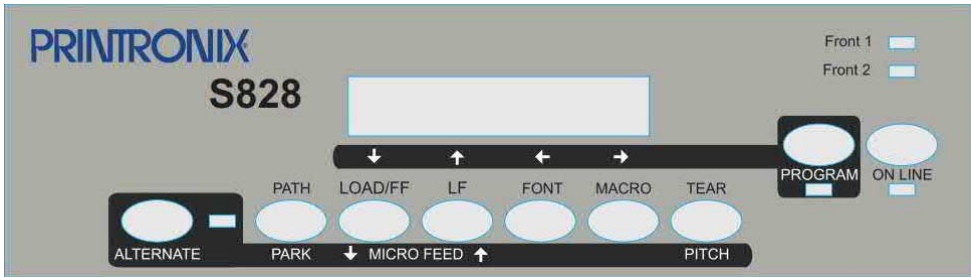 PRINTRONIX
S828
Front 1
Front 2
↓ ↑ ← →
PROGRAM ON LINE
PATH LOAD/FF LF FONT MACRO TEAR
ALTERNATE PARK ↓ MICRO FEED ↑ PITCH